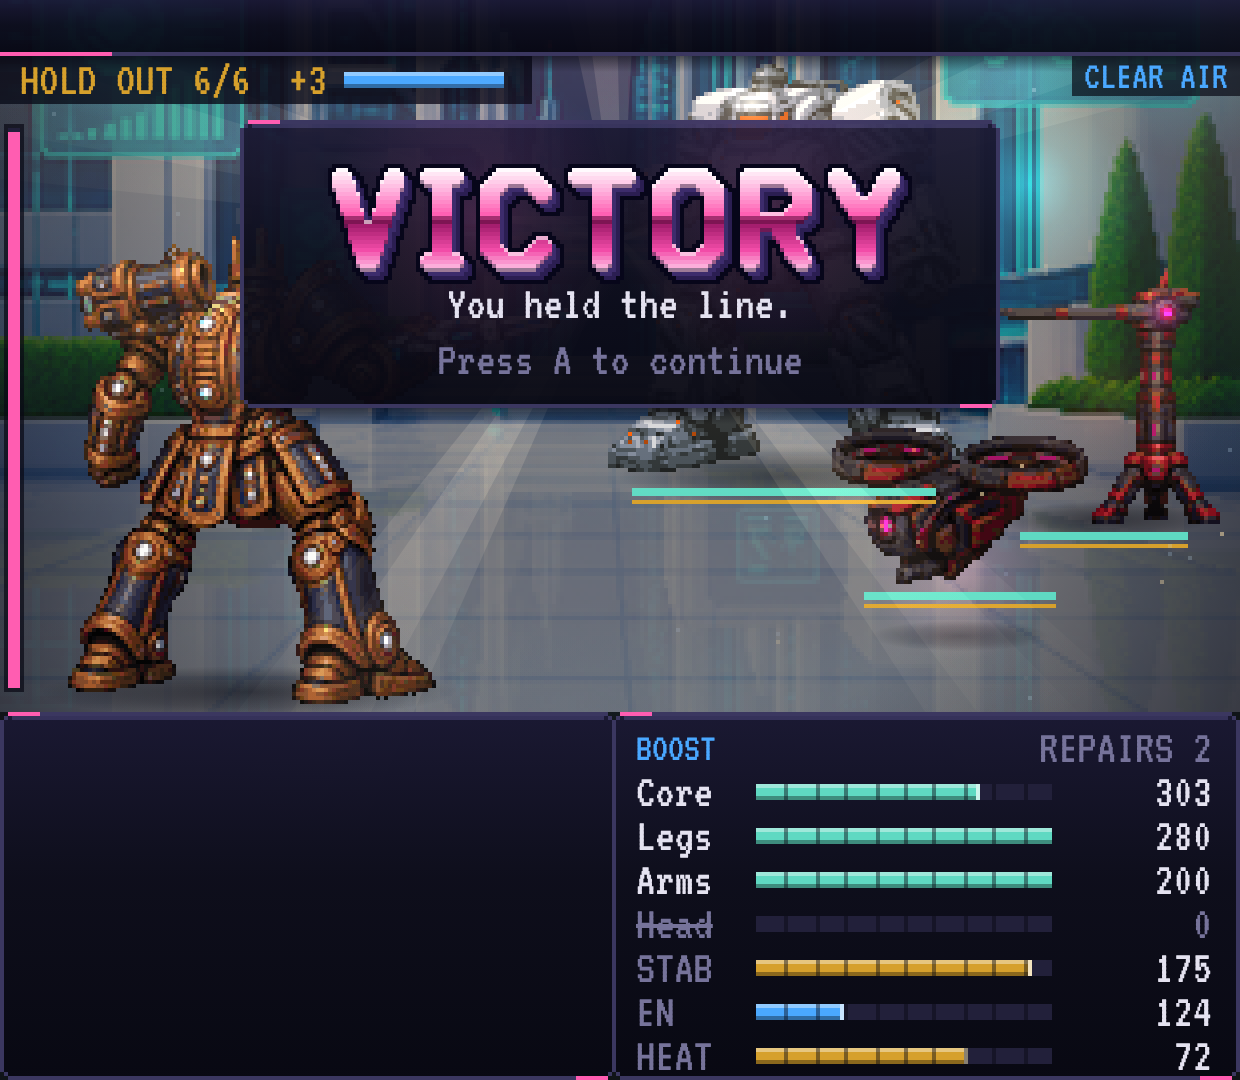 HOLD OUT 6/6 +3
CLEAR AIR
VICTORY
You held the line.
Press A to continue
BOOST REPAIRS 2
Core 303
Legs 280
Arms 200
Head 0
STAB 175
EN 124
HEAT 72